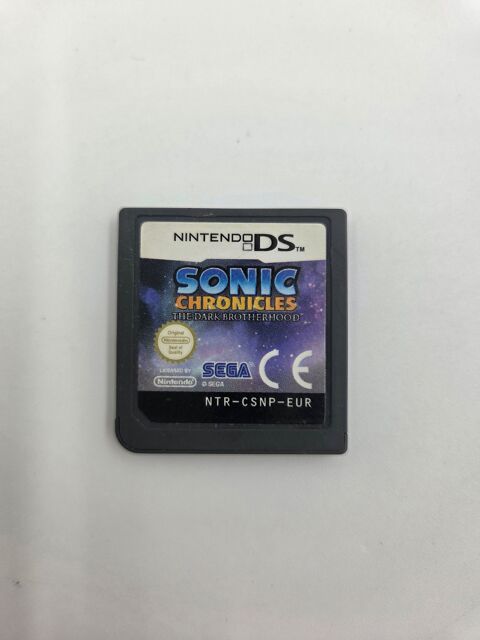 NINTENDO DS™
SONIC
CHRONICLES
THE DARK BROTHERHOOD
Original
Nintendo
Seal of
Quality
LICENSED BY
Nintendo
SEGA
© SEGA
CE
NTR-CSNP-EUR